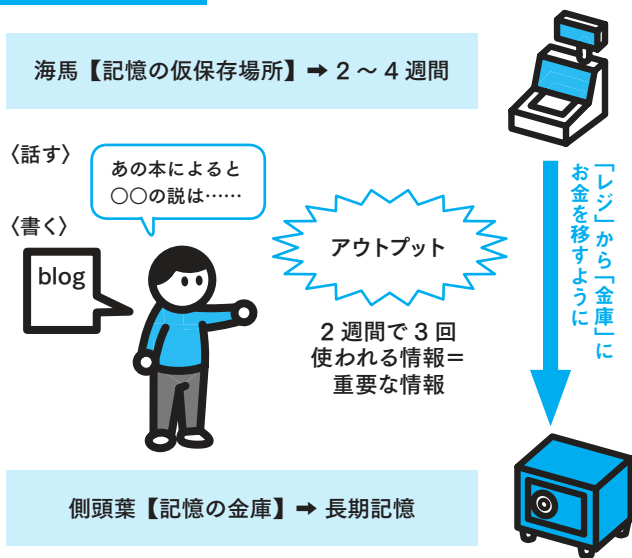 海馬【記憶の仮保存場所】➡ 2～4週間
〈話す〉
あの本によると
○○の説は……
〈書く〉
blog
アウトプット
2週間で3回
使われる情報＝
重要な情報
「レジ」から「金庫」に
お金を移すように
側頭葉【記憶の金庫】➡ 長期記憶